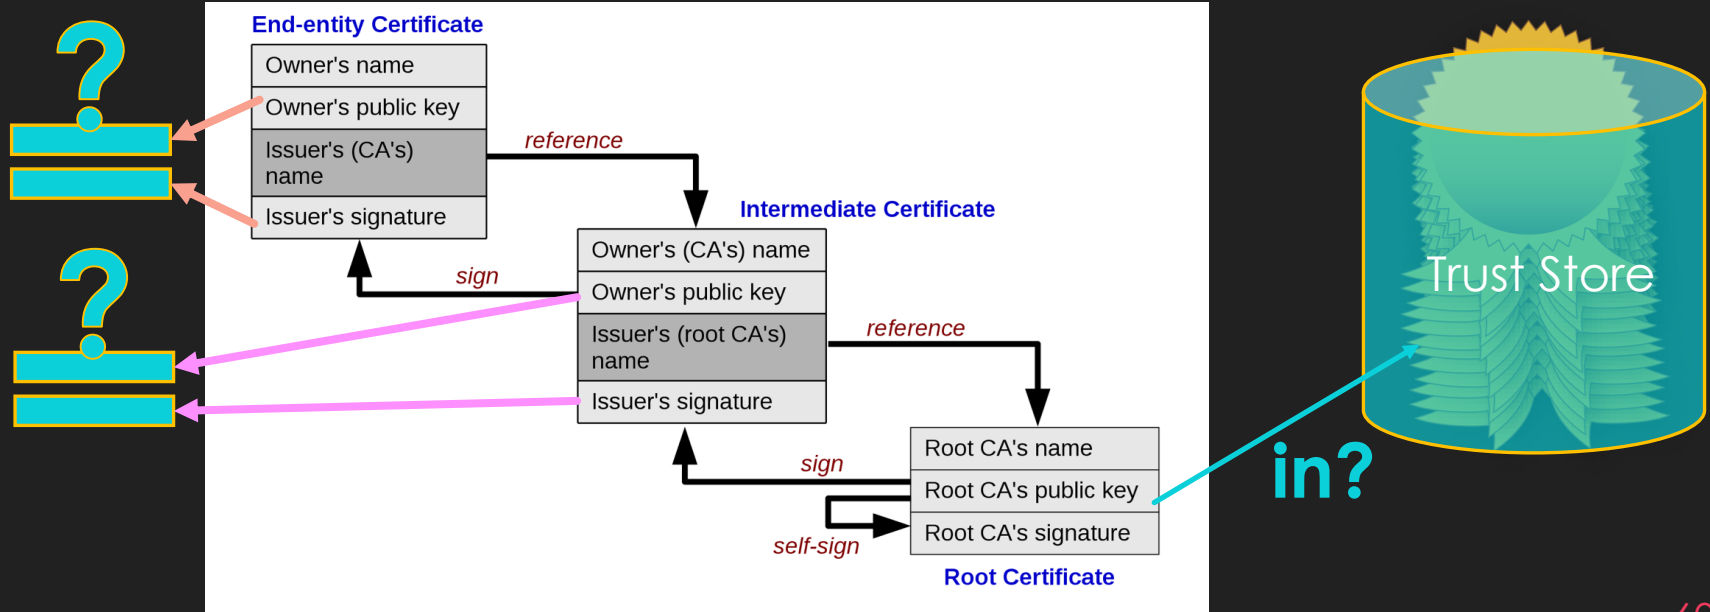 ?
End-entity Certificate
Owner's name
Owner's public key
Issuer's (CA's)
name
Issuer's signature
reference
sign
?
Intermediate Certificate
Owner's (CA's) name
Owner's public key
Issuer's (root CA's)
name
Issuer's signature
reference
sign
self-sign
Root CA's name
Root CA's public key
Root CA's signature
Root Certificate
in?
Trust Store